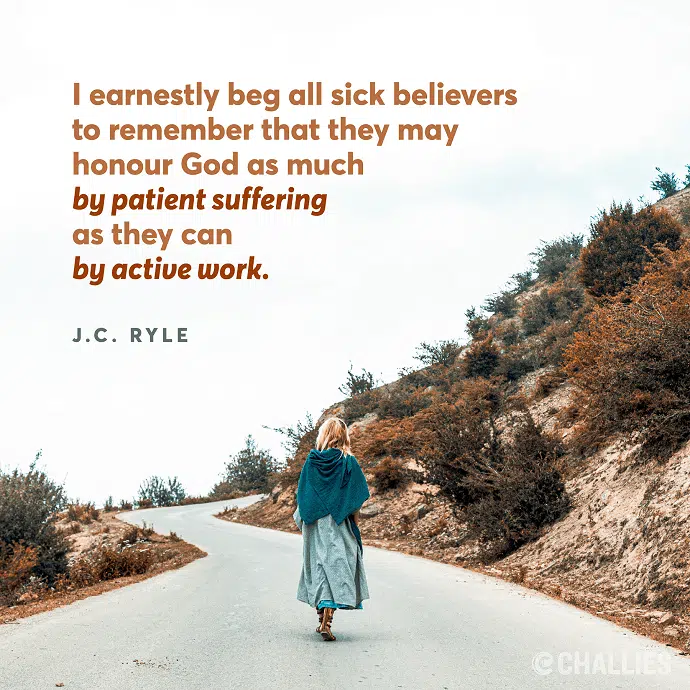 I earnestly beg all sick believers
to remember that they may
honour God as much
by patient suffering
as they can
by active work.
J.C. RYLE
@CHALLIES